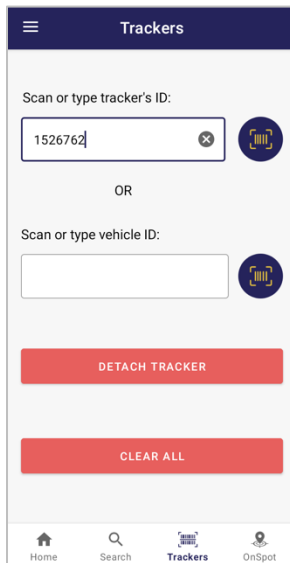 Trackers
Scan or type tracker's ID:
1526762
OR
Scan or type vehicle ID:
DETACH TRACKER
CLEAR ALL
Home Search Trackers OnSpot